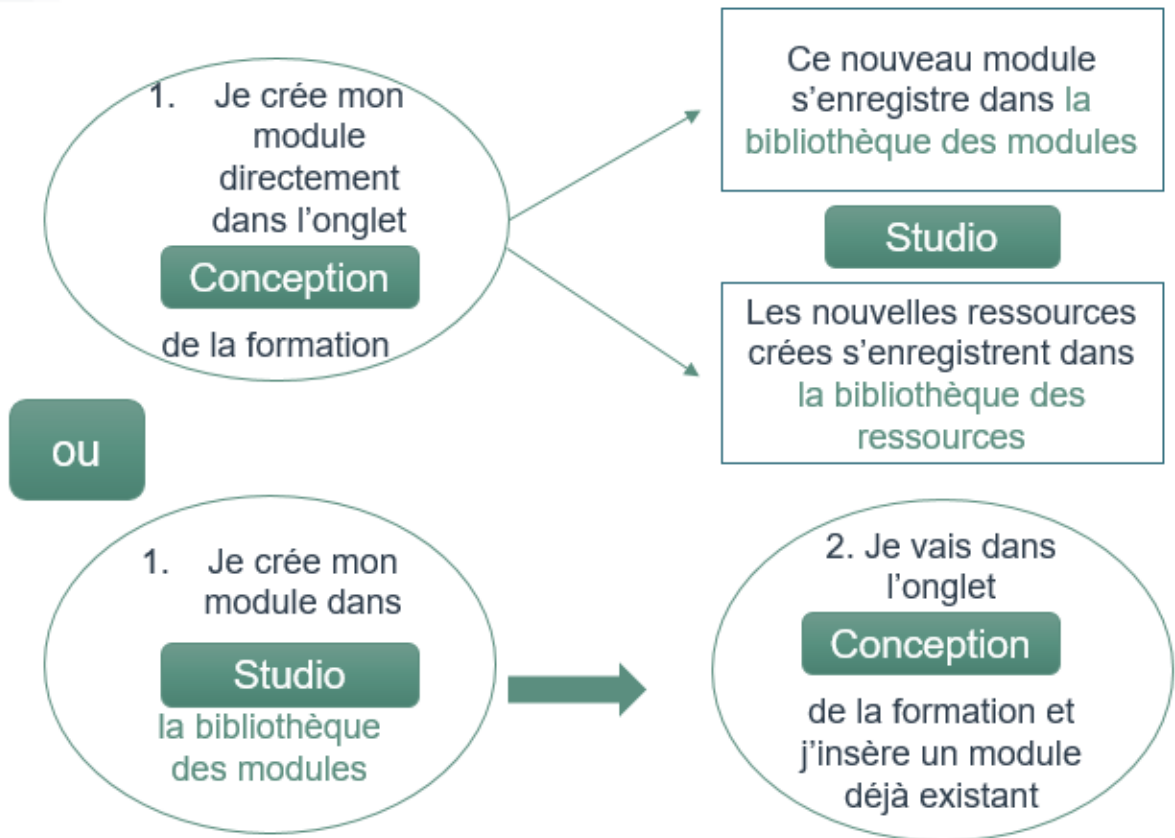 1. Je crée mon
module
directement
dans l’onglet
Conception
de la formation
Ce nouveau module
s’enregistre dans la
bibliothèque des modules
Studio
Les nouvelles ressources
crées s’enregistrent dans
la bibliothèque des
ressources
ou
1. Je crée mon
module dans
Studio
la bibliothèque
des modules
2. Je vais dans
l’onglet
Conception
de la formation et
j’insère un module
déjà existant